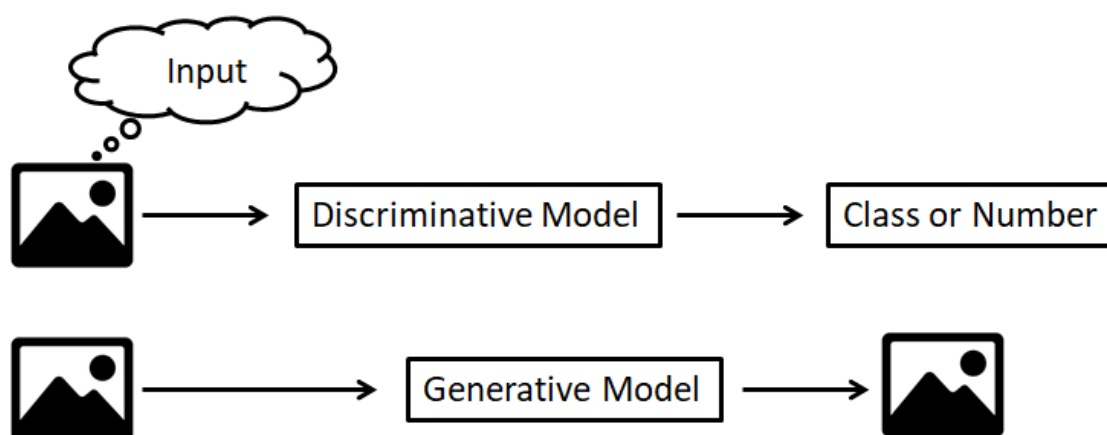 Input
Discriminative Model
Class or Number
Generative Model